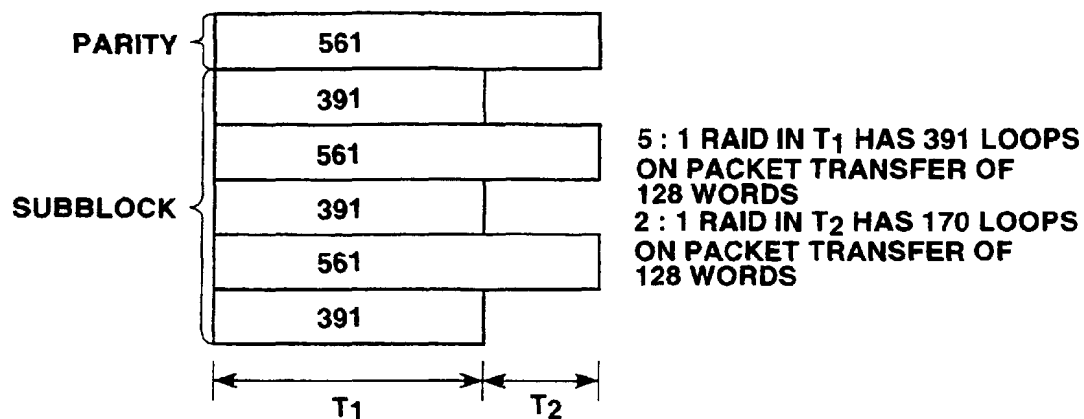 PARITY
561
391
561
SUBBLOCK
391
561
391
5 : 1 RAID IN T1 HAS 391 LOOPS
ON PACKET TRANSFER OF
128 WORDS
2 : 1 RAID IN T2 HAS 170 LOOPS
ON PACKET TRANSFER OF
128 WORDS
T1
T2